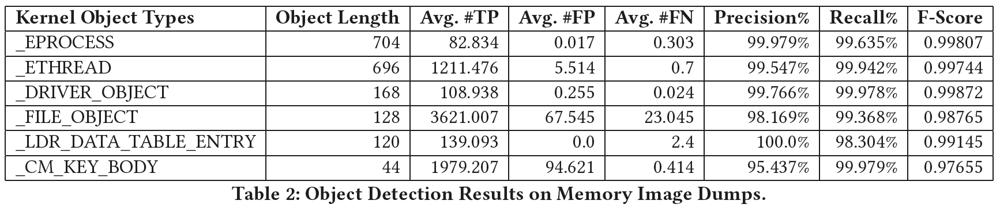 Kernel Object Types Object Length Avg. #TP Avg. #FP Avg. #FN Precision% Recall% F-Score
_EPROCESS 704 82.834 0.017 0.303 99.979% 99.635% 0.99807
_ETHREAD 696 1211.476 5.514 0.7 99.547% 99.942% 0.99744
_DRIVER_OBJECT 168 108.938 0.255 0.024 99.766% 99.978% 0.99872
_FILE_OBJECT 128 3621.007 67.545 23.045 98.169% 99.368% 0.98765
_LDR_DATA_TABLE_ENTRY 120 139.093 0.0 2.4 100.0% 98.304% 0.99145
_CM_KEY_BODY 44 1979.207 94.621 0.414 95.437% 99.979% 0.97655
Table 2: Object Detection Results on Memory Image Dumps.